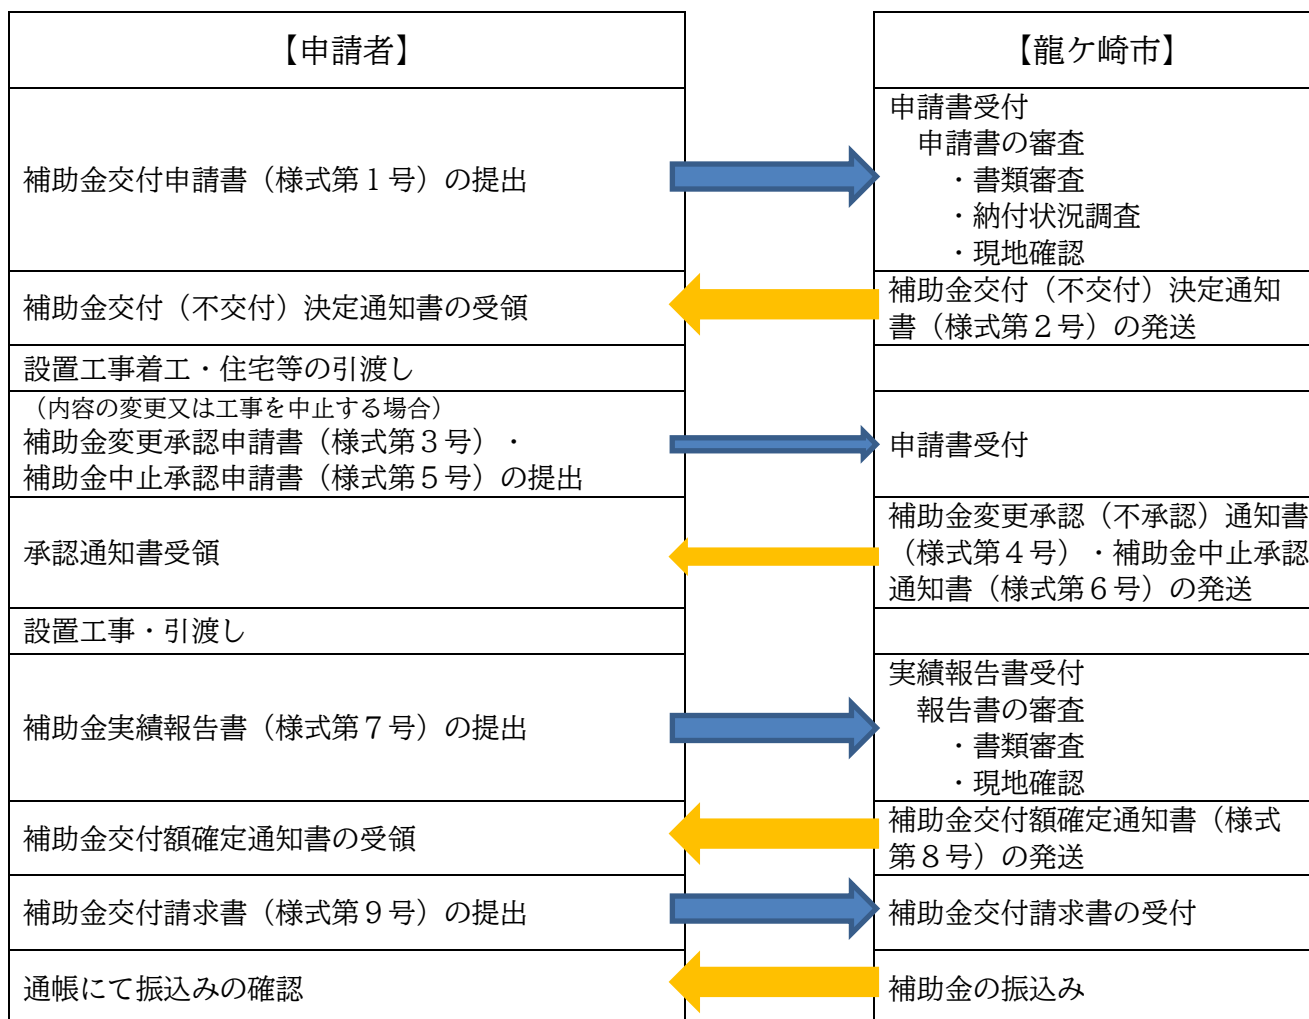 【申請者】
【龍ケ崎市】
補助金交付申請書（様式第１号）の提出
申請書受付
申請書の審査
・書類審査
・納付状況調査
・現地確認
補助金交付（不交付）決定通知書の受領
補助金交付（不交付）決定通知
書（様式第２号）の発送
設置工事着工・住宅等の引渡し
（内容の変更又は工事を中止する場合）
補助金変更承認申請書（様式第３号）・
補助金中止承認申請書（様式第５号）の提出
申請書受付
承認通知書受領
補助金変更承認（不承認）通知書
（様式第４号）・補助金中止承認
通知書（様式第６号）の発送
設置工事・引渡し
補助金実績報告書（様式第７号）の提出
実績報告書受付
報告書の審査
・書類審査
・現地確認
補助金交付額確定通知書の受領
補助金交付額確定通知書（様式
第８号）の発送
補助金交付請求書（様式第９号）の提出
補助金交付請求書の受付
通帳にて振込みの確認
補助金の振込み